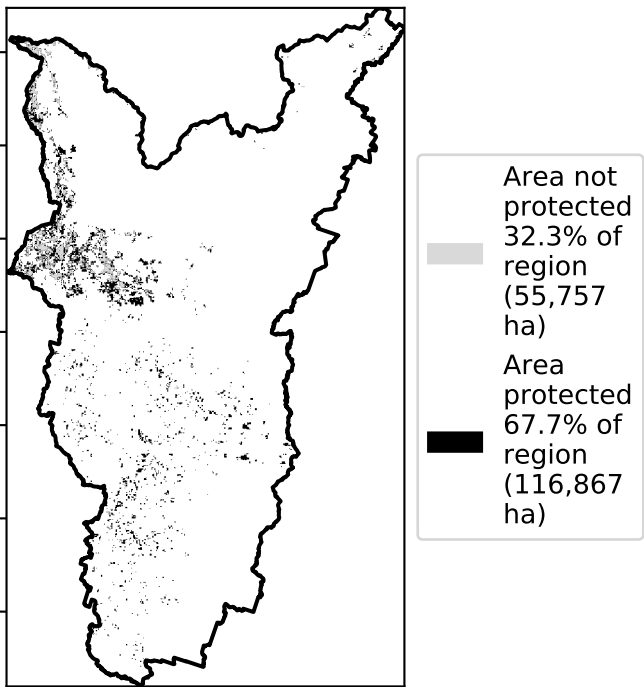 Area not
protected
32.3% of
region
(55,757
ha)
Area
protected
67.7% of
region
(116,867
ha)